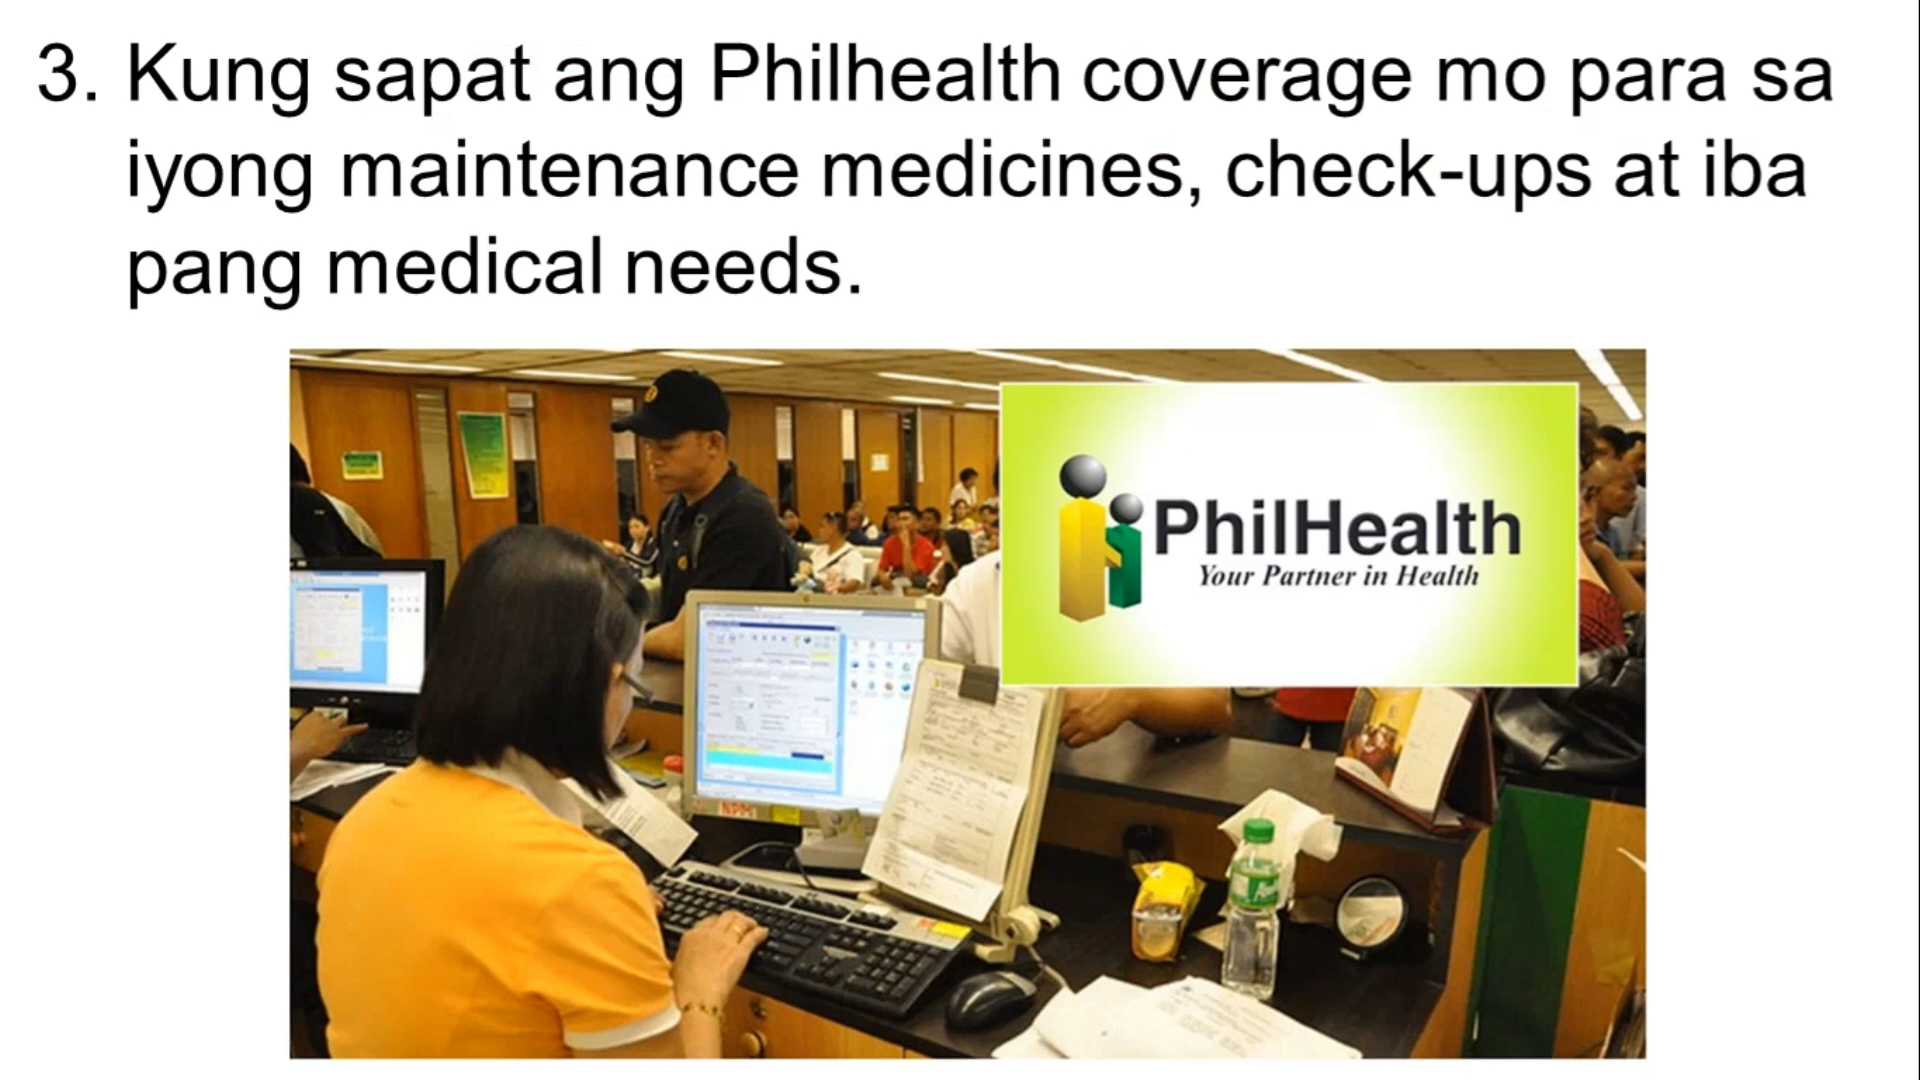 3. Kung sapat ang Philhealth coverage mo para sa
iyong maintenance medicines, check-ups at iba
pang medical needs.
PhilHealth
Your Partner in Health